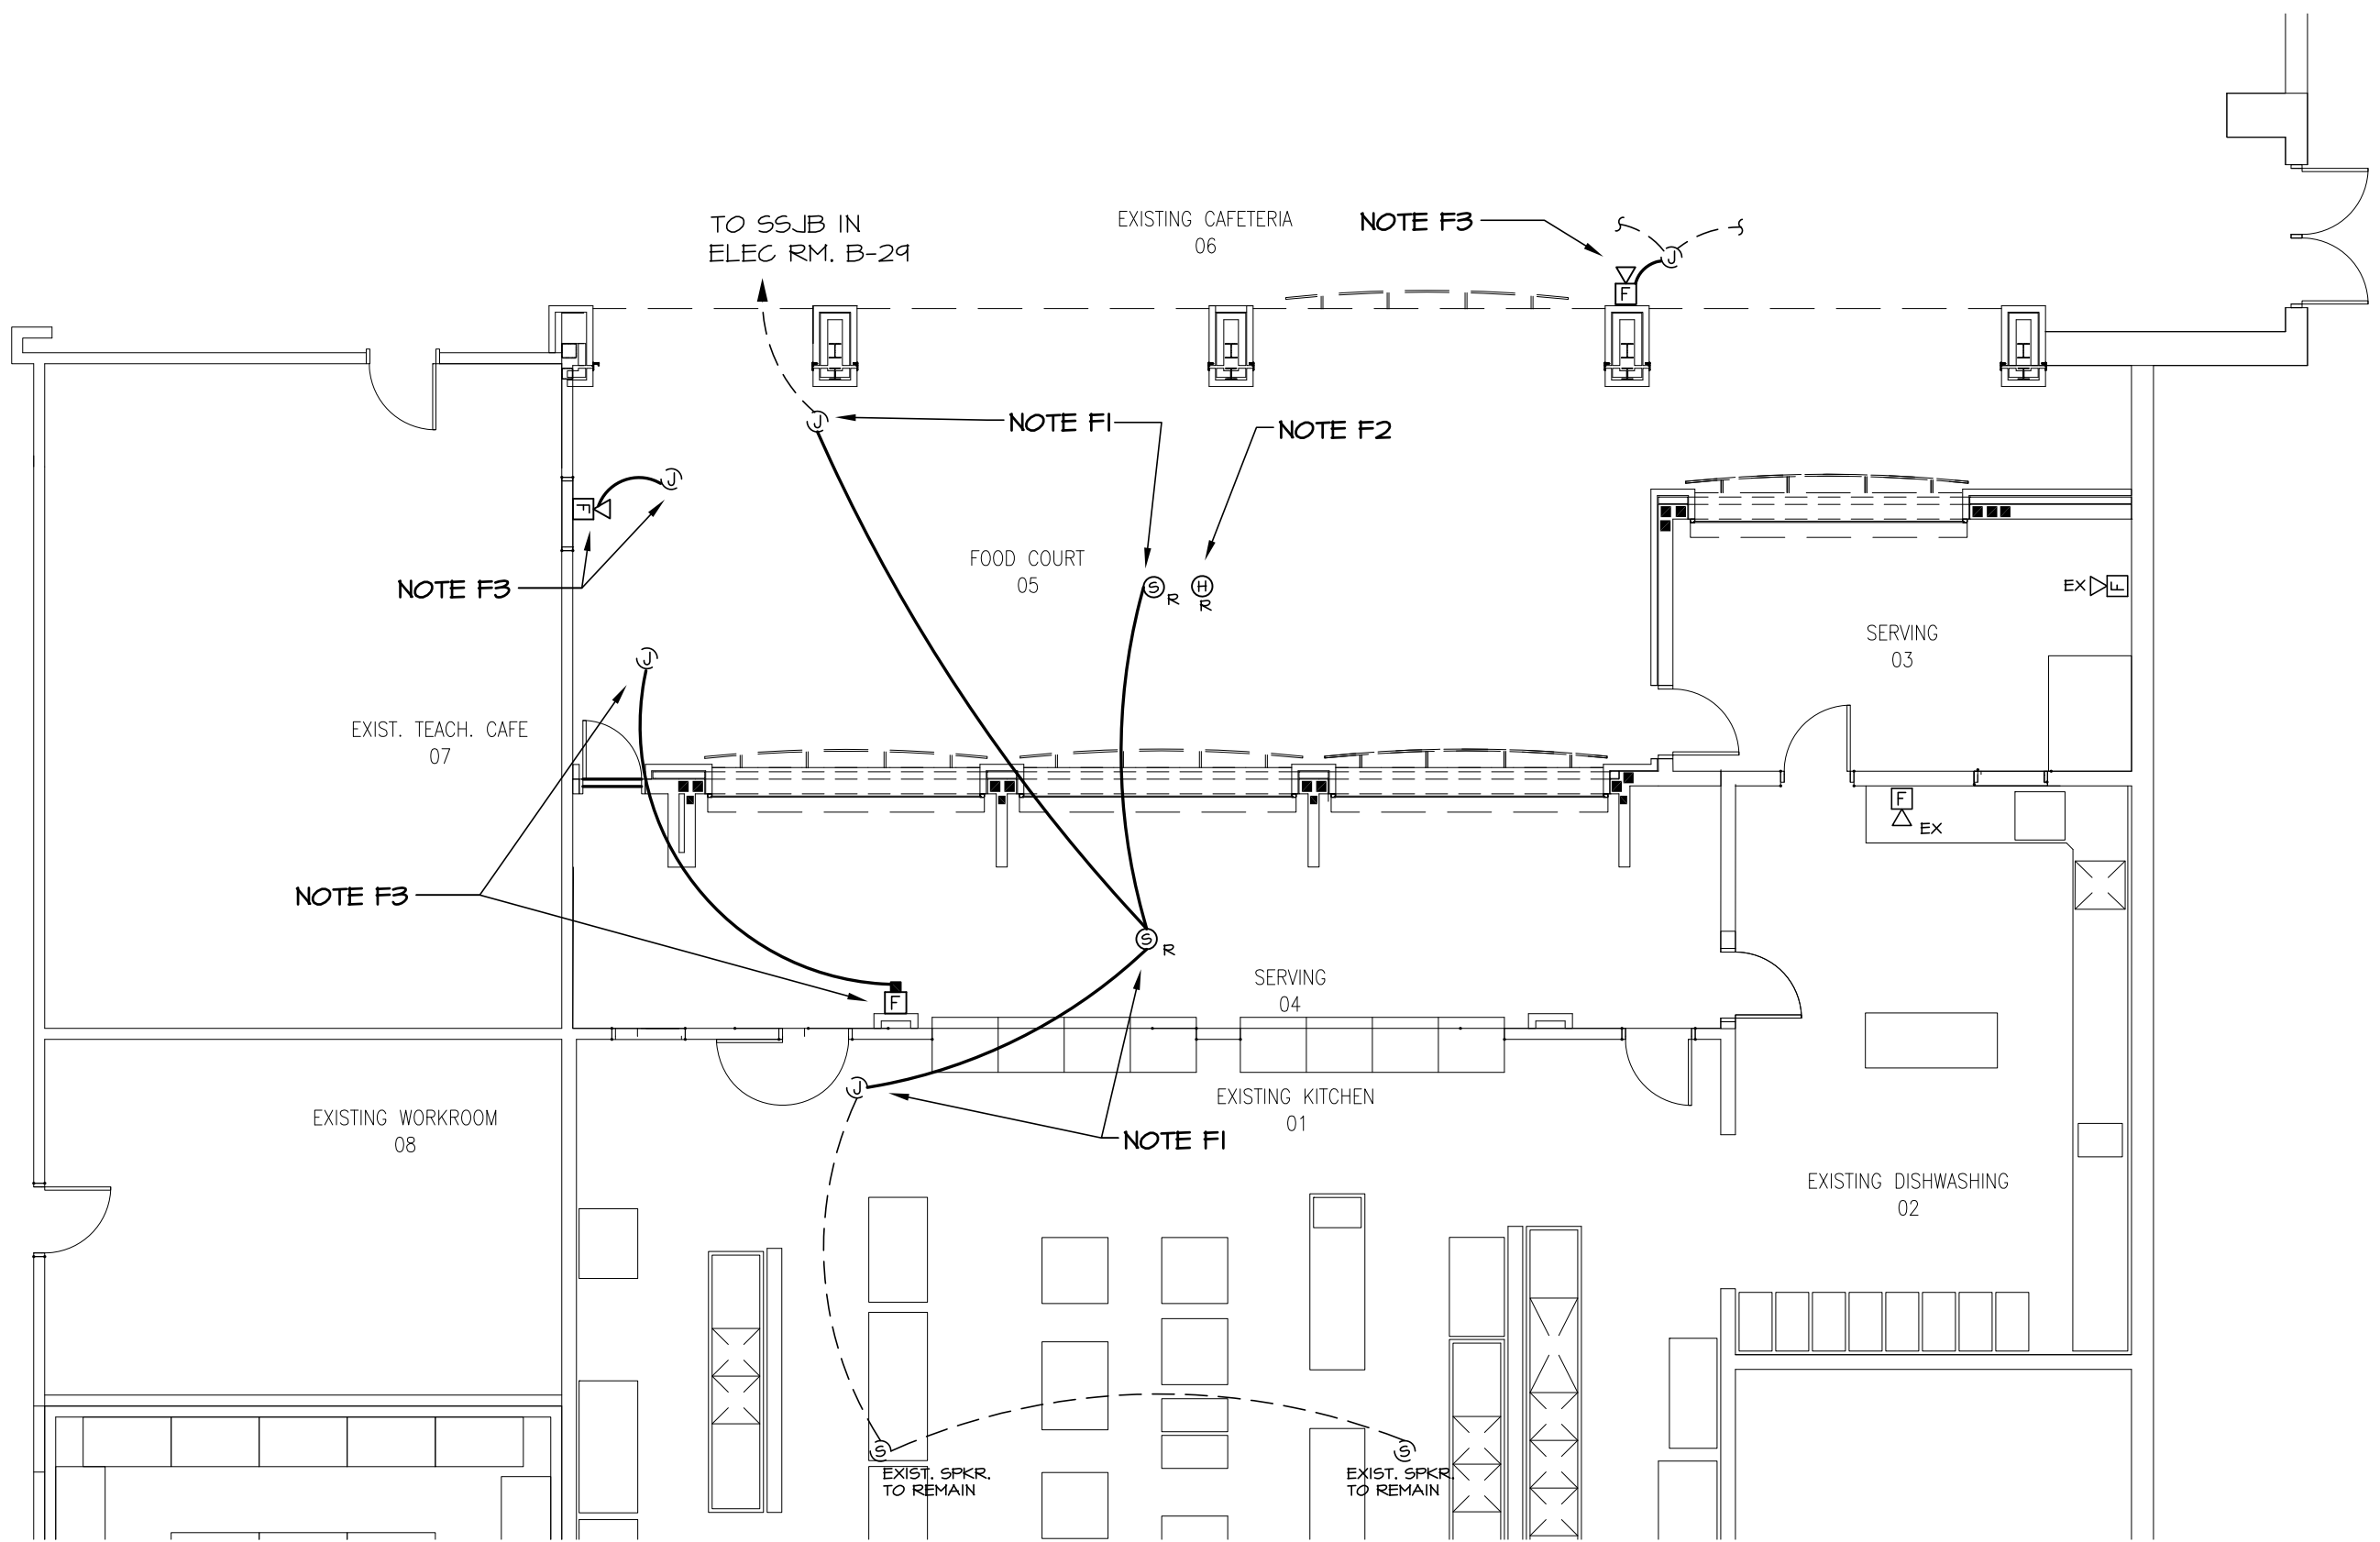 TO SSJB IN
ELEC RM. B-29
EXISTING CAFETERIA
06
NOTE F3
J
F
J
NOTE F1
NOTE F2
J
F
FOOD COURT
05
S
R
H
R
NOTE F3
EX
F
SERVING
03
J
EXIST. TEACH. CAFE
07
F
EX
NOTE F3
S
R
SERVING
04
F
J
EXISTING KITCHEN
01
NOTE F1
EXISTING WORKROOM
08
EXISTING DISHWASHING
02
S
EXIST. SPKR.
TO REMAIN
S
EXIST. SPKR.
TO REMAIN